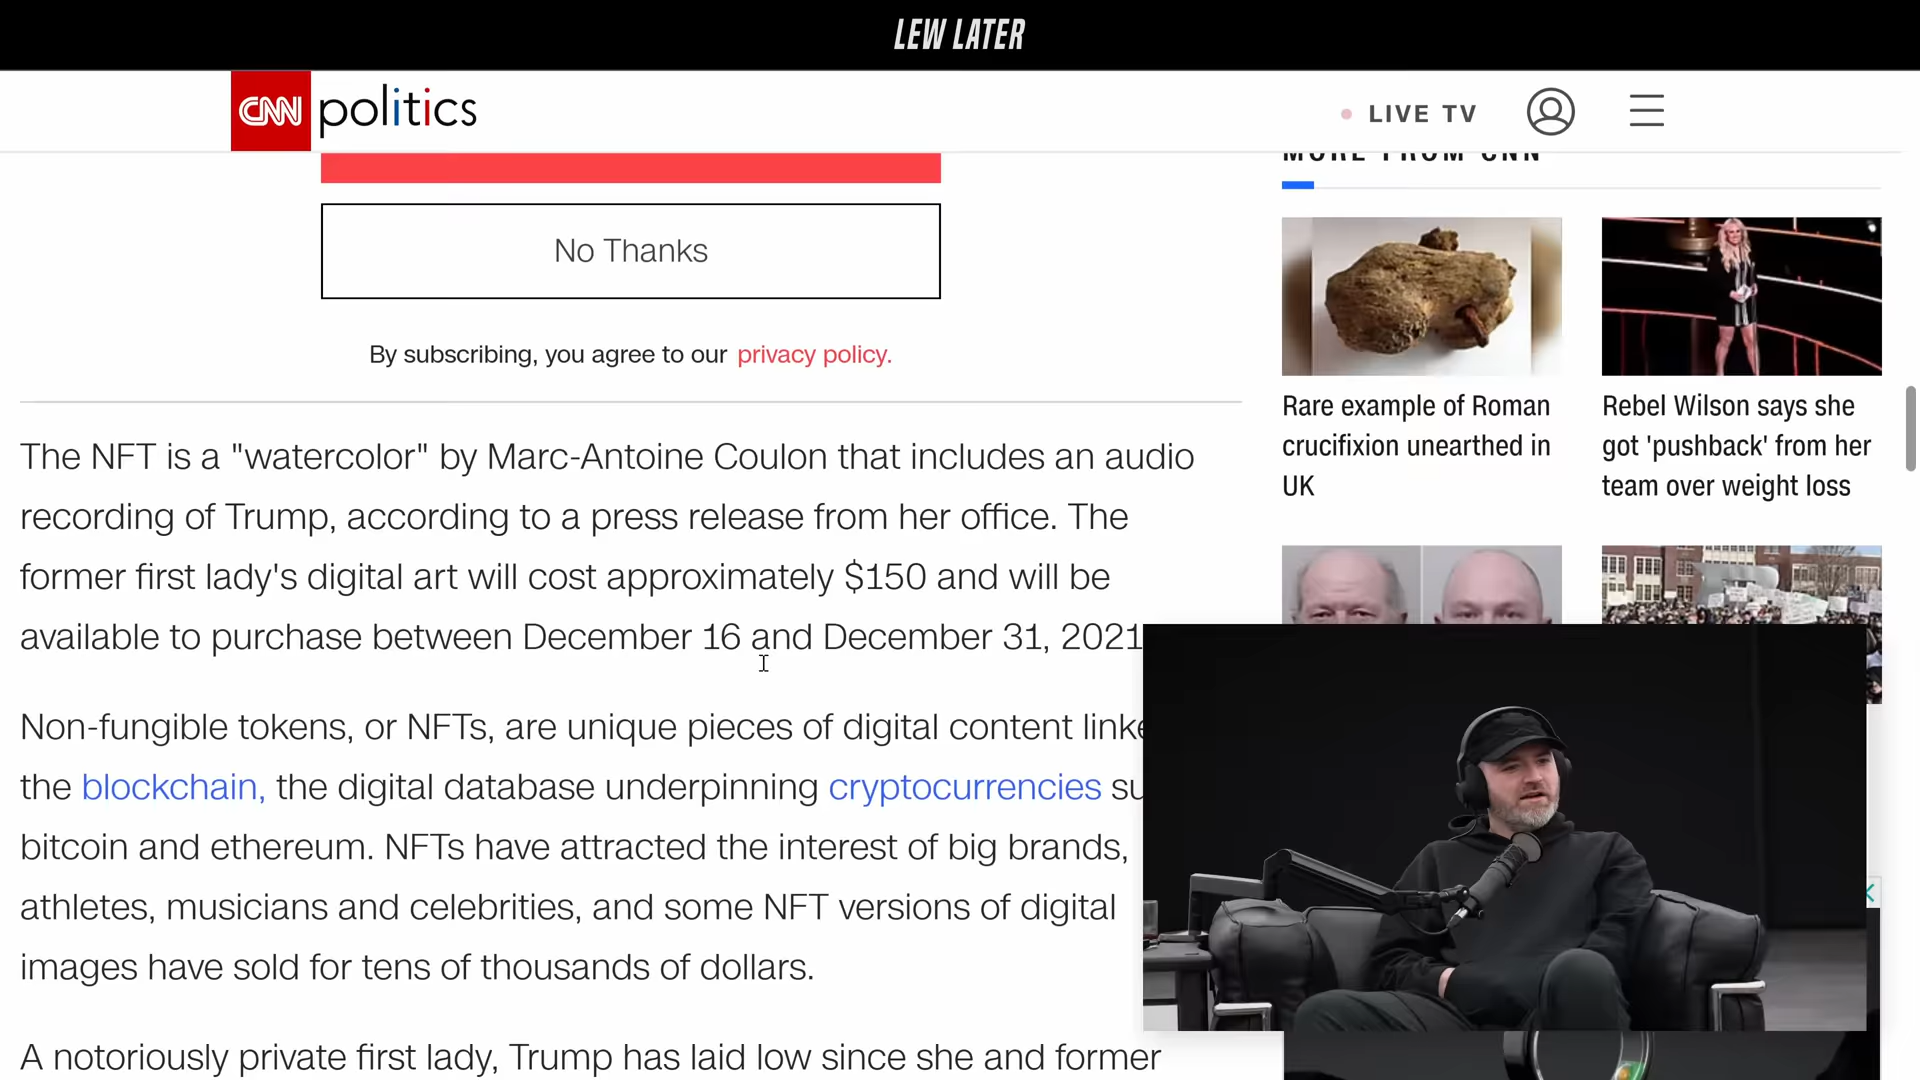 LEW LATER
CNN politics
LIVE TV
MORE FROM CNN
No Thanks
By subscribing, you agree to our privacy policy.
The NFT is a "watercolor" by Marc-Antoine Coulon that includes an audio
recording of Trump, according to a press release from her office. The
former first lady's digital art will cost approximately $150 and will be
available to purchase between December 16 and December 31, 2021
Non-fungible tokens, or NFTs, are unique pieces of digital content linke
the blockchain, the digital database underpinning cryptocurrencies su
bitcoin and ethereum. NFTs have attracted the interest of big brands,
athletes, musicians and celebrities, and some NFT versions of digital
images have sold for tens of thousands of dollars.
A notoriously private first lady, Trump has laid low since she and former
Rare example of Roman
crucifixion unearthed in
UK
Rebel Wilson says she
got 'pushback' from her
team over weight loss